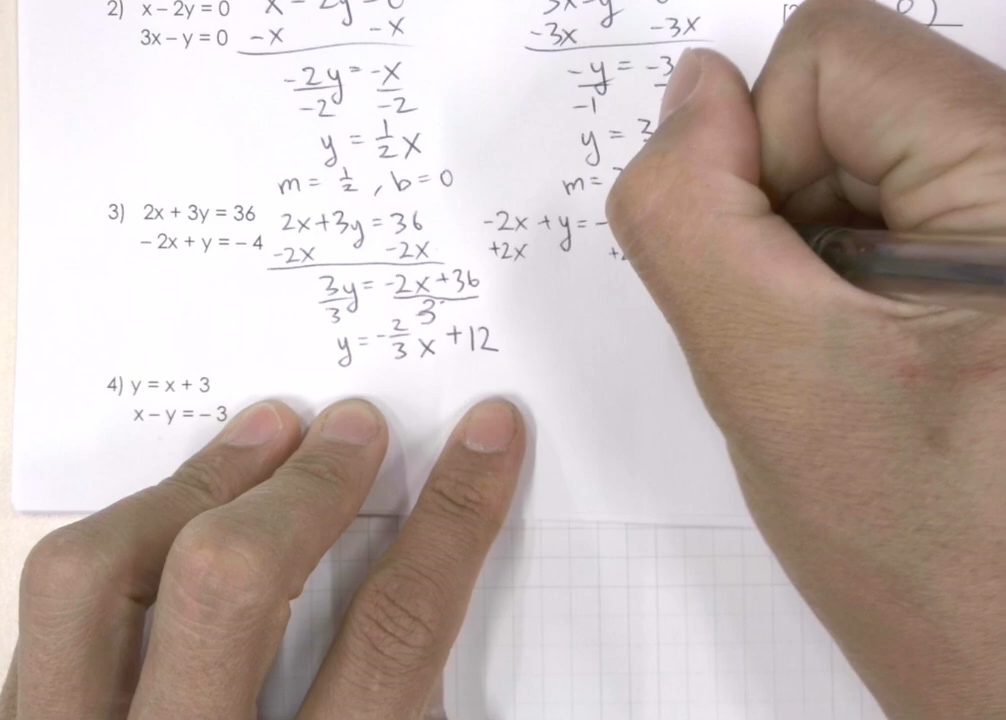 2) x – 2y = 0
3x – y = 0
-x -x
-2y = -x
-2 -2
y = 1/2 x
m = 1/2 , b = 0
-3x -3x
-y = -3
-1
y =
m =
3) 2x + 3y = 36
– 2x + y = – 4
2x+3y = 36
-2x -2x
3y = -2x+36
3 3
y = -2/3 x +12
-2x + y = -
+2x
4) y = x + 3
x – y = – 3